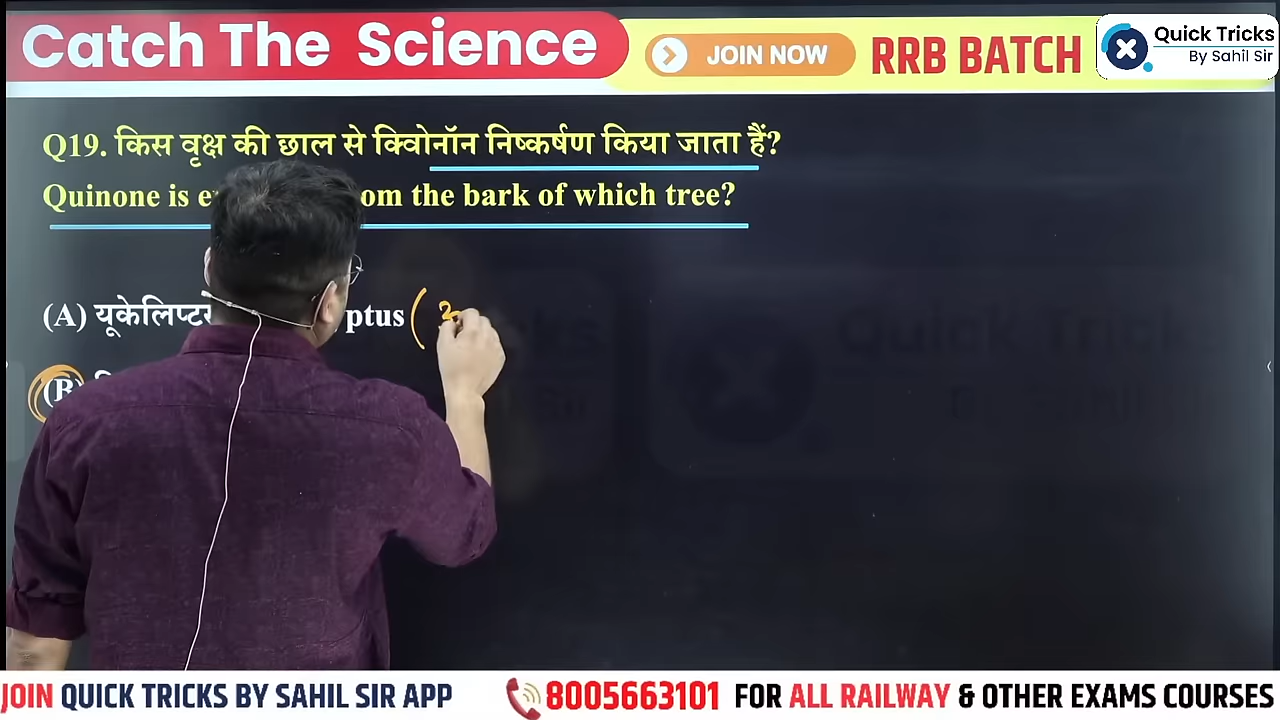 Catch The Science
JOIN NOW
RRB BATCH
Quick Tricks
By Sahil Sir
Q19. किस वृक्ष की छाल से क्विोनॉन निष्कर्षण किया जाता हैं?
Quinone is om the bark of which tree?
(A) ptus (
(B)
JOIN QUICK TRICKS BY SAHIL SIR APP
8005663101 FOR ALL RAILWAY & OTHER EXAMS COURSES